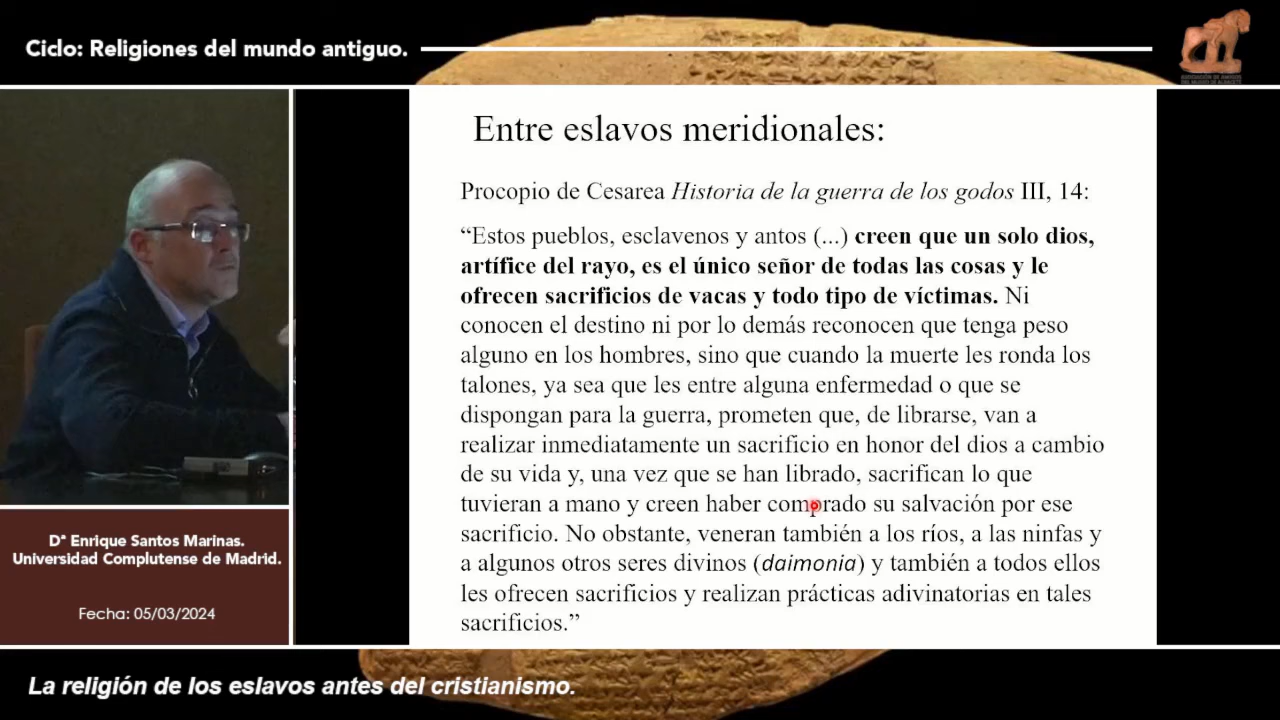 Ciclo: Religiones del mundo antiguo.
Entre eslavos meridionales:
Procopio de Cesarea Historia de la guerra de los godos III, 14:
“Estos pueblos, esclavenos y antos (...) creen que un solo dios,
artífice del rayo, es el único señor de todas las cosas y le
ofrecen sacrificios de vacas y todo tipo de víctimas. Ni
conocen el destino ni por lo demás reconocen que tenga peso
alguno en los hombres, sino que cuando la muerte les ronda los
talones, ya sea que les entre alguna enfermedad o que se
dispongan para la guerra, prometen que, de librarse, van a
realizar inmediatamente un sacrificio en honor del dios a cambio
de su vida y, una vez que se han librado, sacrifican lo que
tuvieran a mano y creen haber comprado su salvación por ese
sacrificio. No obstante, veneran también a los ríos, a las ninfas y
a algunos otros seres divinos (daimonia) y también a todos ellos
les ofrecen sacrificios y realizan prácticas adivinatorias en tales
sacrificios.”
Dª Enrique Santos Marinas.
Universidad Complutense de Madrid.
Fecha: 05/03/2024
La religión de los eslavos antes del cristianismo.